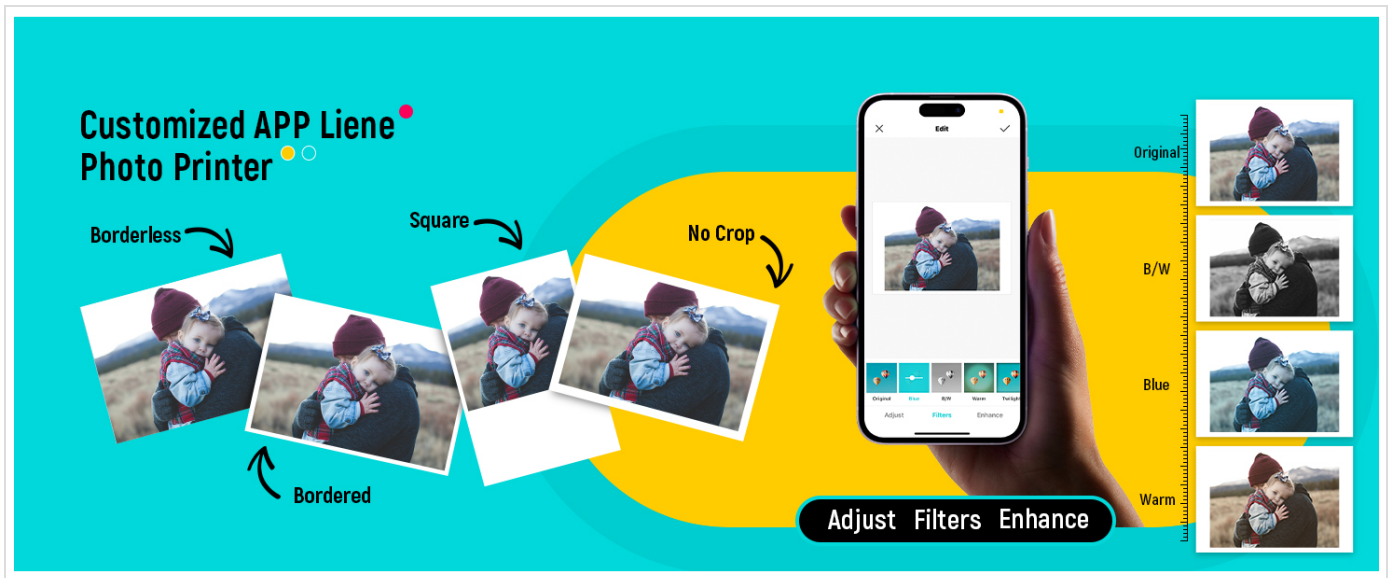 Customized APP Liene
Photo Printer
Borderless
Square
No Crop
Bordered
Edit
Original
Blue
B/W
Warm
Twilight
Adjust
Filters
Enhance
Adjust Filters Enhance
Original
B/W
Blue
Warm